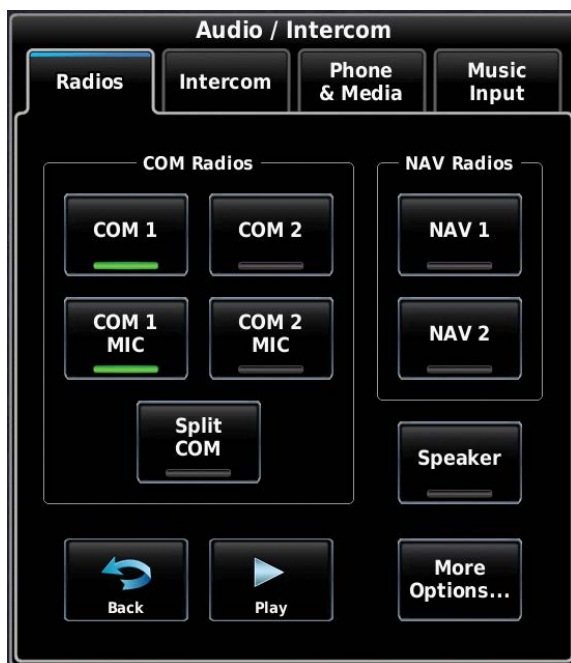 Audio / Intercom
Radios
Intercom
Phone
& Media
Music
Input
COM Radios
COM 1
COM 2
COM 1
MIC
COM 2
MIC
Split
COM
NAV Radios
NAV 1
NAV 2
Speaker
Back
Play
More
Options...